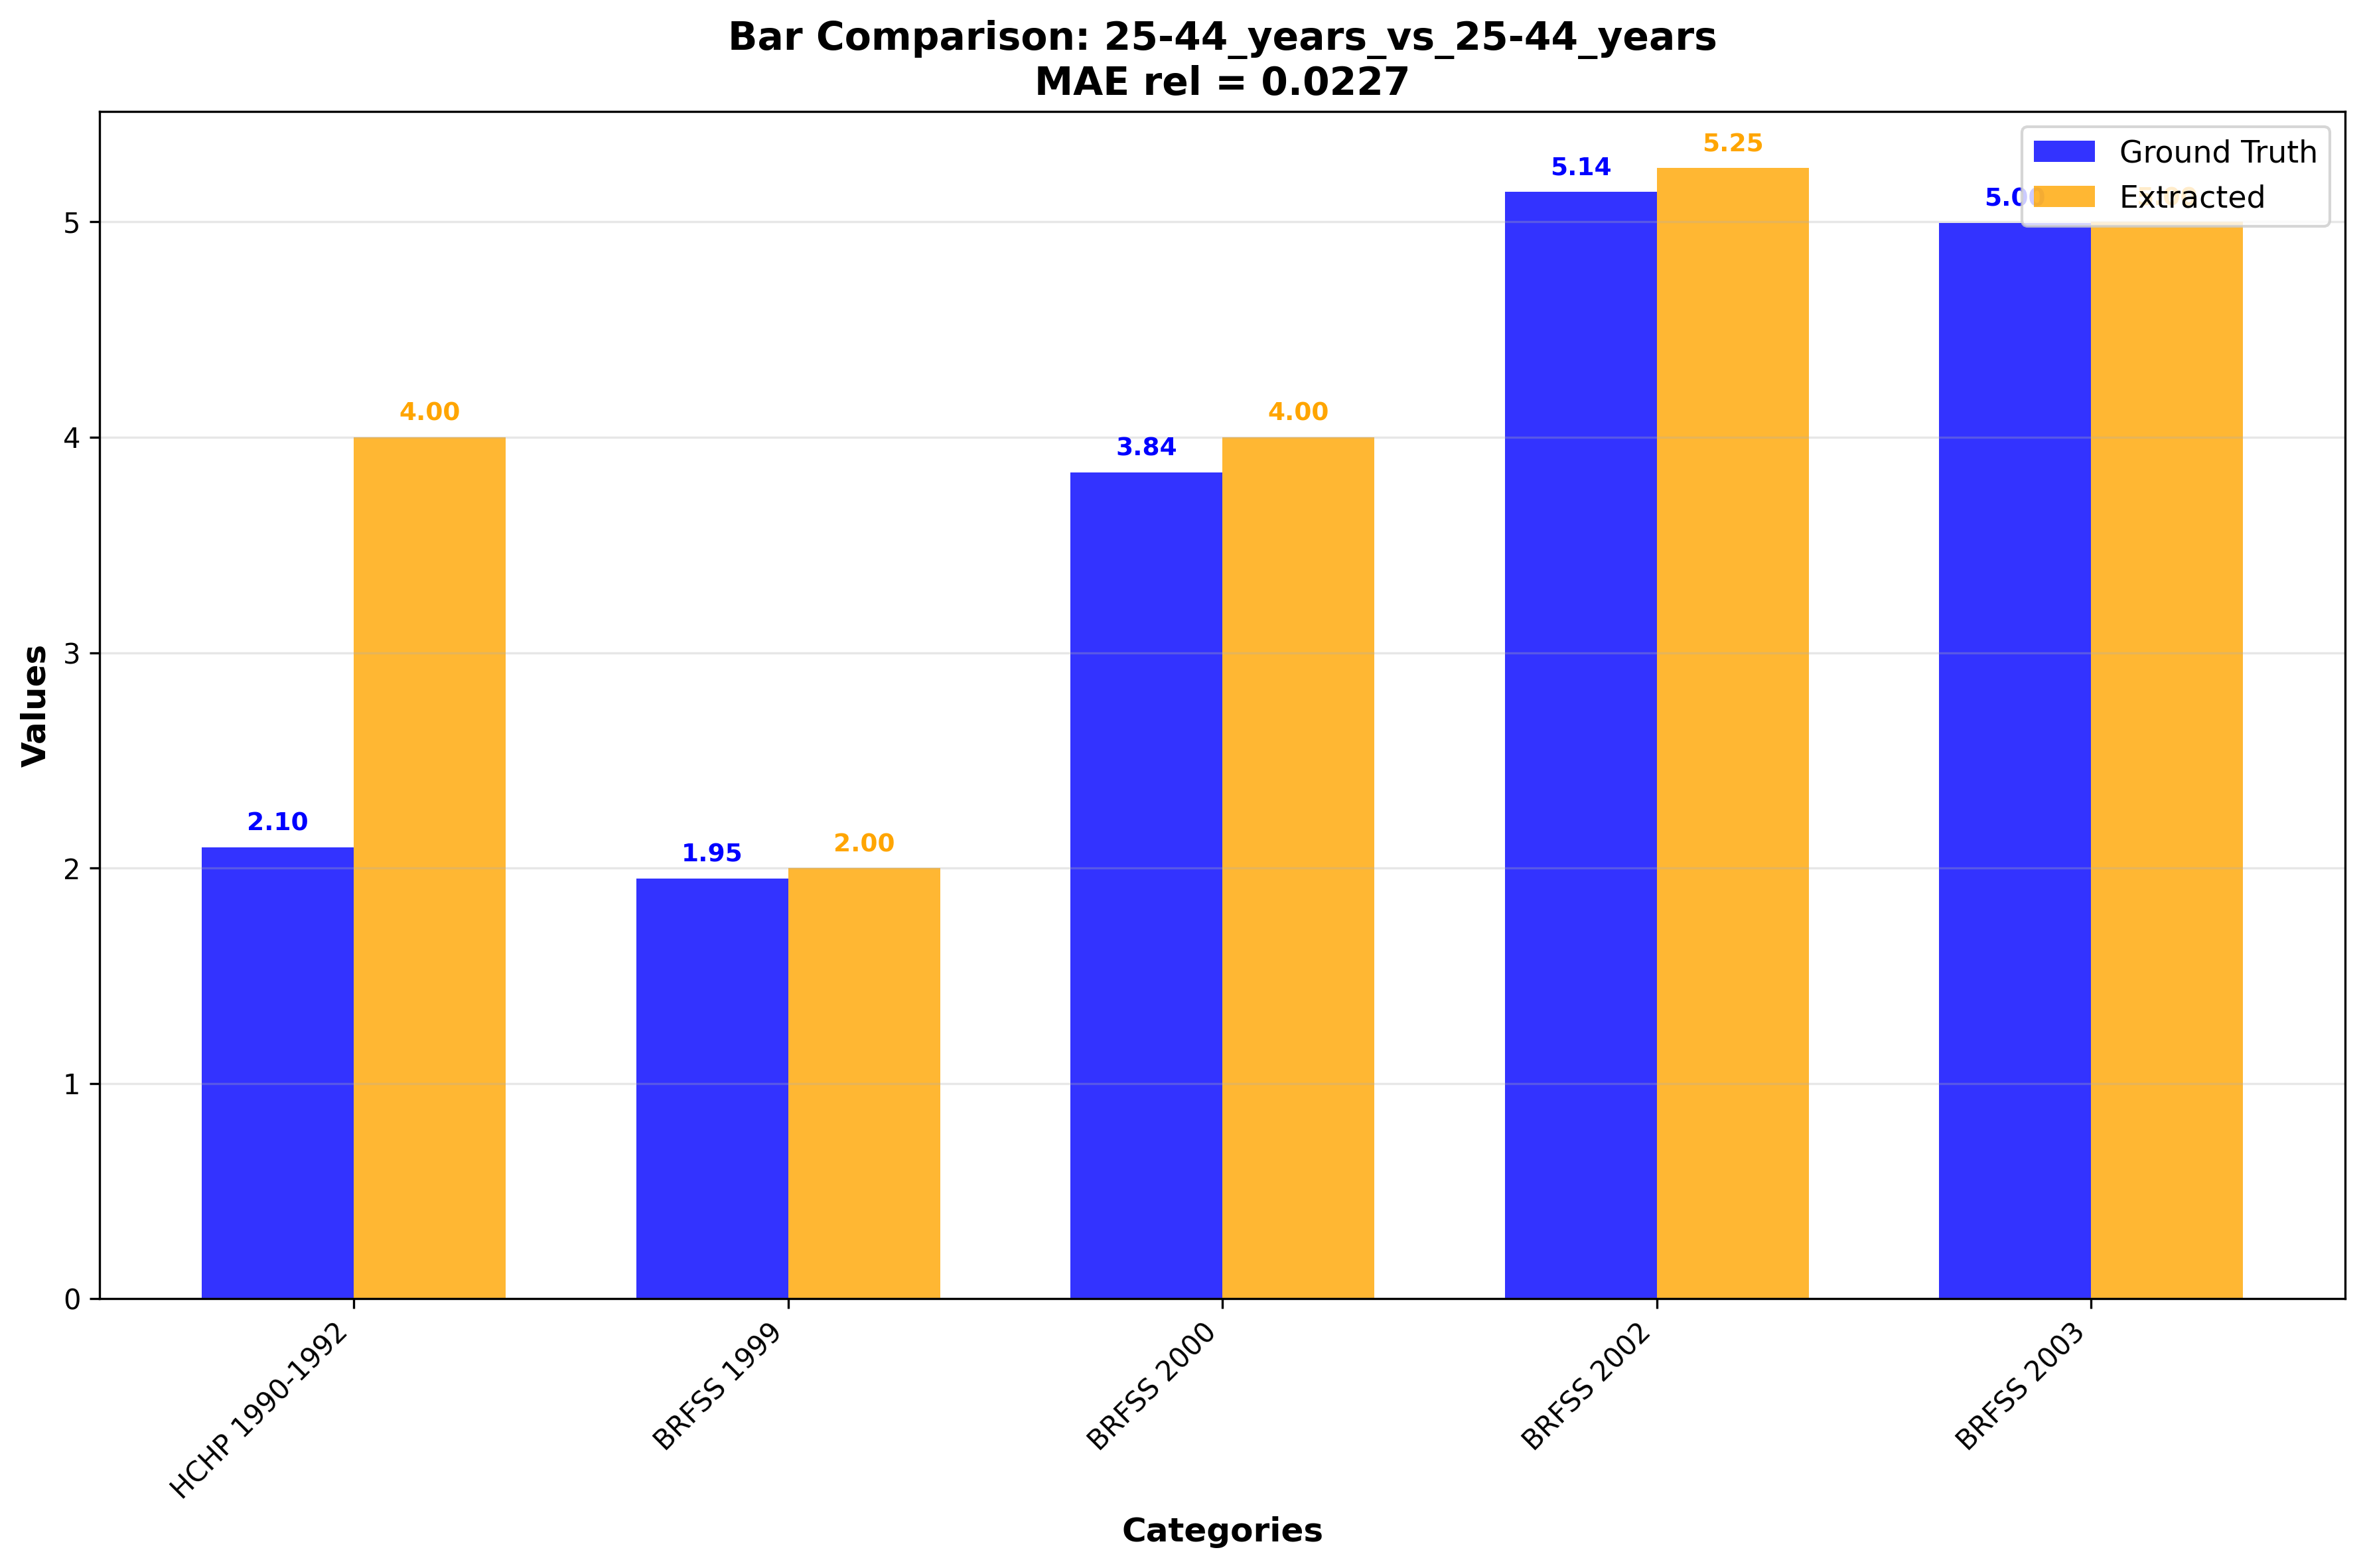 Bar Comparison: 25-44_years_vs_25-44_years
MAE rel = 0.0227
Ground Truth
Extracted
5.25
5.14
4.00
4.00
3.84
2.10
1.95
2.00
Values
5
4
3
2
1
0
HCHP 1990-1992
BRFSS 1999
BRFSS 2000
BRFSS 2002
BRFSS 2003
Categories